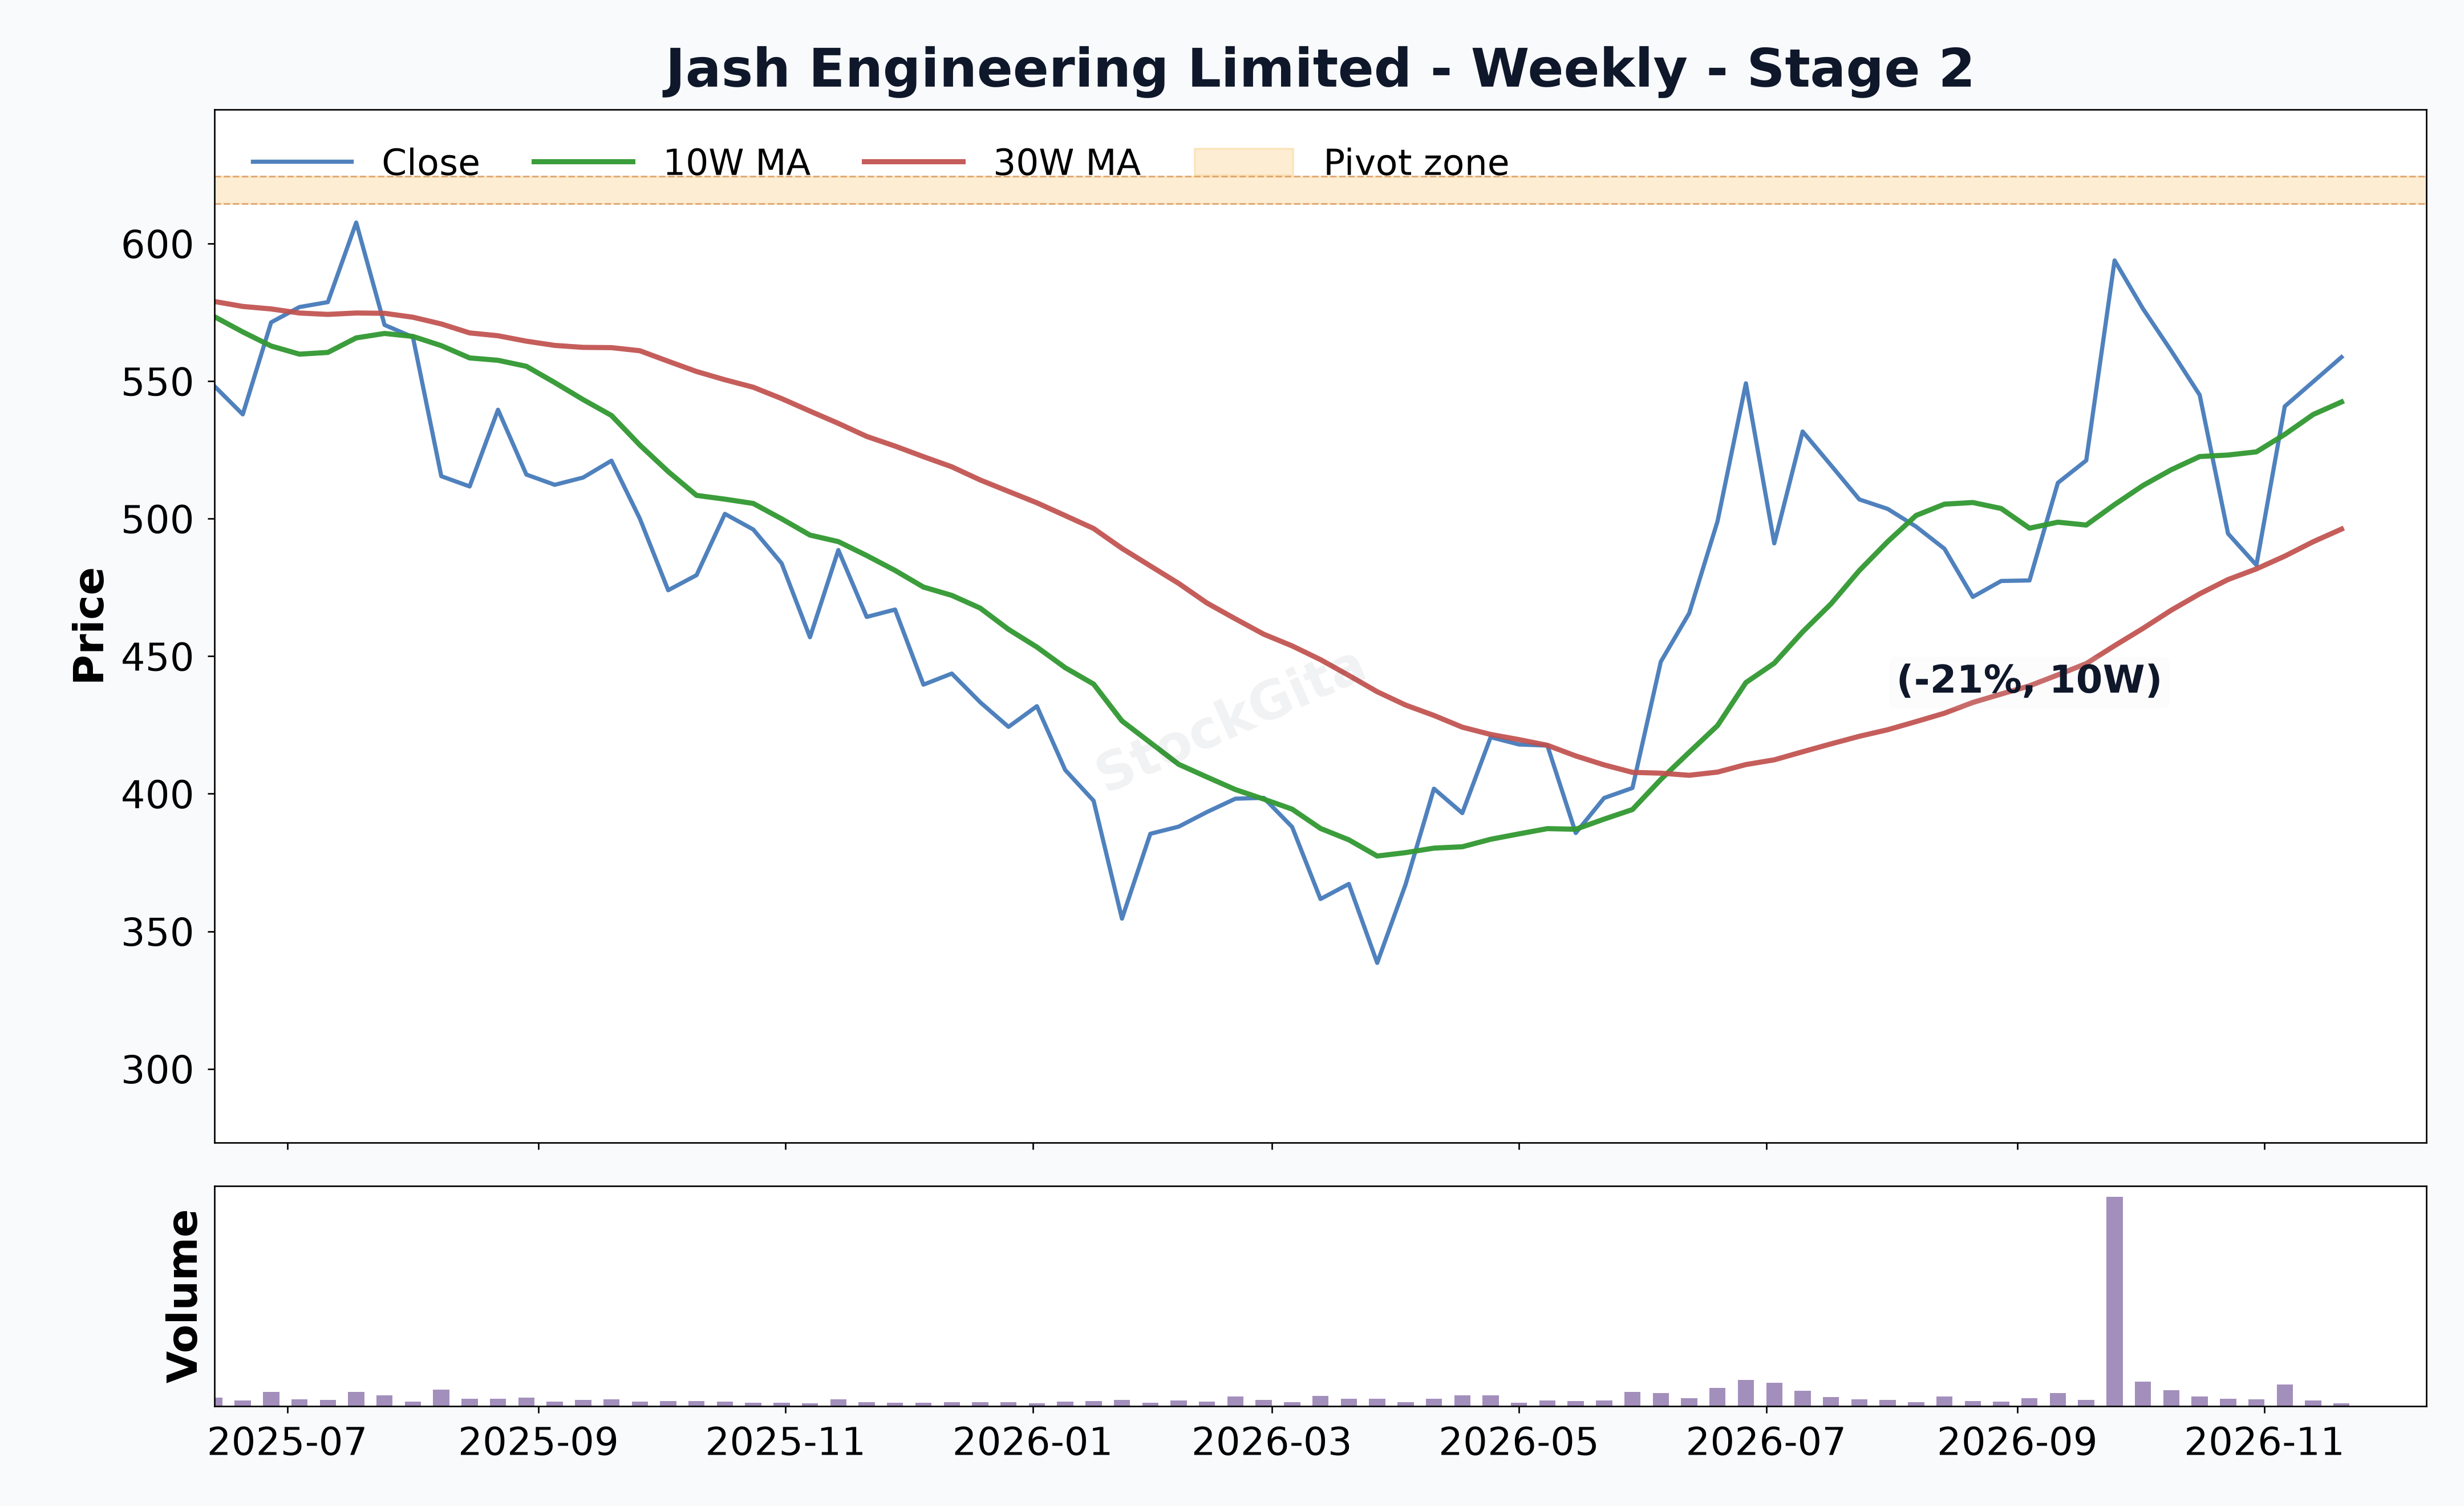 Jash Engineering Limited - Weekly - Stage 2
Close 10W MA 30W MA Pivot zone
600
550
500
450
400
350
300
Price
(-21%, 10W)
StockGita
Volume
2025-07 2025-09 2025-11 2026-01 2026-03 2026-05 2026-07 2026-09 2026-11